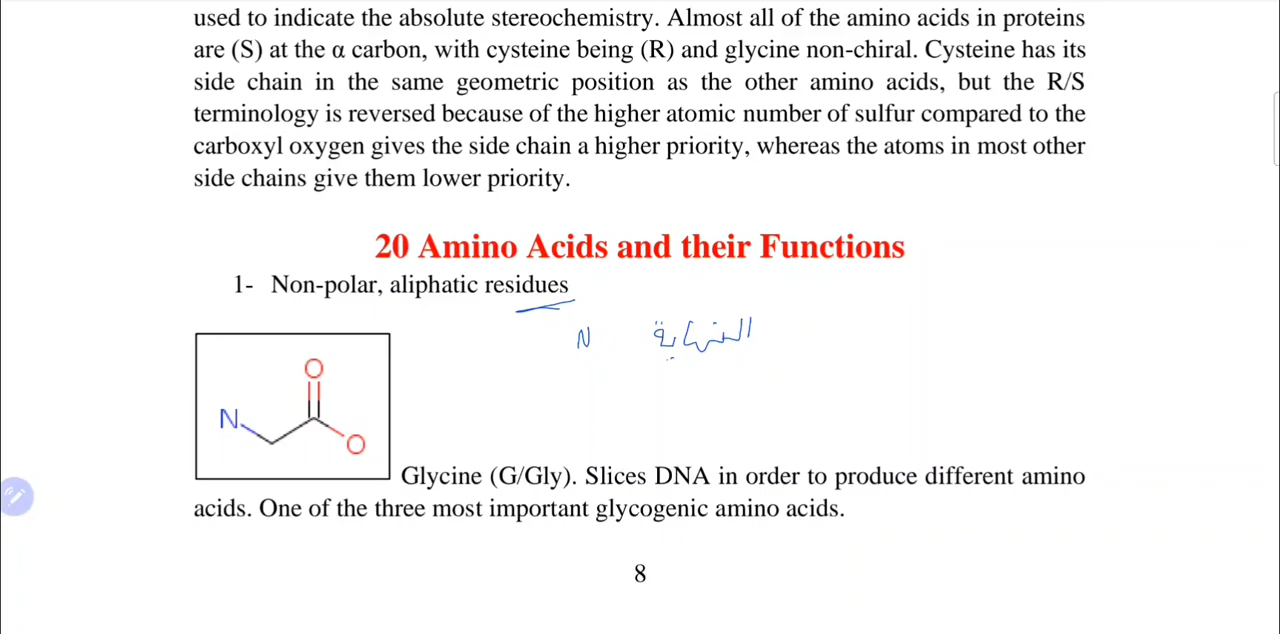 used to indicate the absolute stereochemistry. Almost all of the amino acids in proteins
are (S) at the α carbon, with cysteine being (R) and glycine non-chiral. Cysteine has its
side chain in the same geometric position as the other amino acids, but the R/S
terminology is reversed because of the higher atomic number of sulfur compared to the
carboxyl oxygen gives the side chain a higher priority, whereas the atoms in most other
side chains give them lower priority.
20 Amino Acids and their Functions
1- Non-polar, aliphatic residues
N النهاية
O
N
O
Glycine (G/Gly). Slices DNA in order to produce different amino
acids. One of the three most important glycogenic amino acids.
8